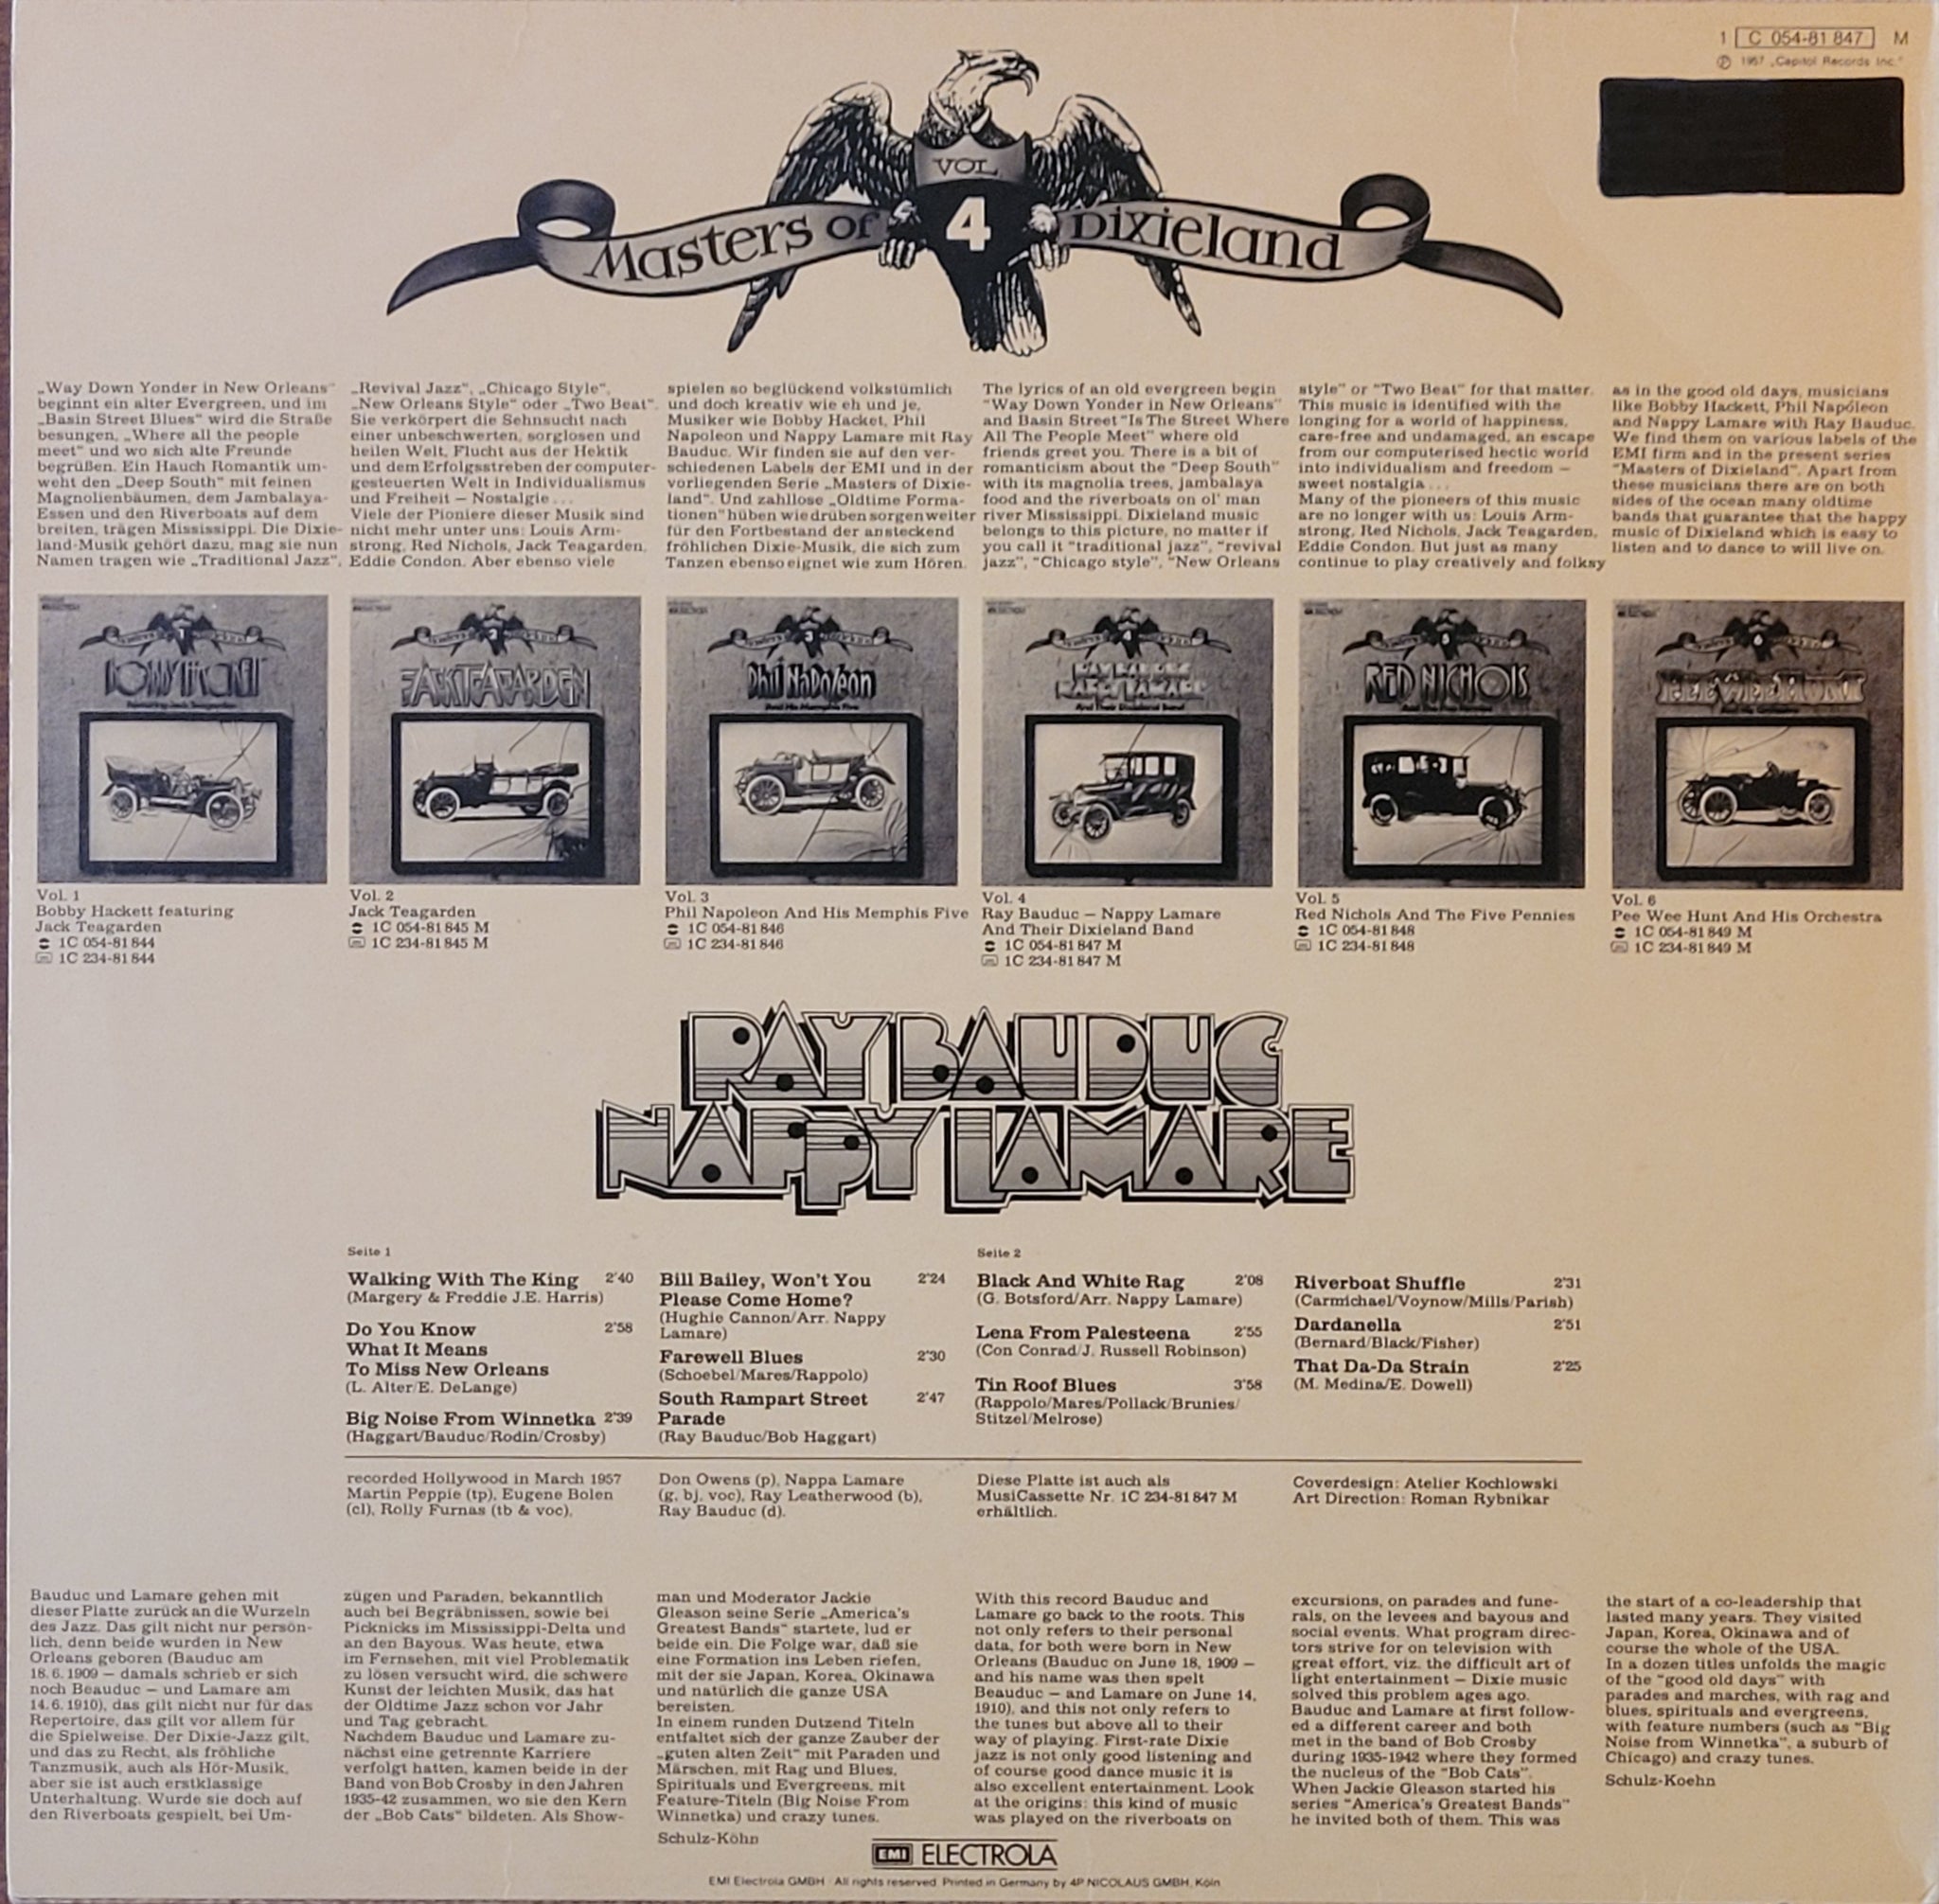 1 C 054-81 847 M
℗ 1957 „Capitol Records Inc."
VOL
4
Masters of Dixieland
„Way Down Yonder in New Orleans"
beginnt ein alter Evergreen, und im
„Basin Street Blues" wird die Straße
besungen, „Where all the people
meet" und wo sich alte Freunde
begrüßen. Ein Hauch Romantik um-
weht den „Deep South" mit feinen
Magnolienbäumen, dem Jambalaya-
Essen und den Riverboats auf dem
breiten, trägen Mississippi. Die Dixie-
land-Musik gehört dazu, mag sie nun
Namen tragen wie „Traditional Jazz",
„Revival Jazz", „Chicago Style",
„New Orleans Style" oder „Two Beat".
Sie verkörpert die Sehnsucht nach
einer unbeschwerten, sorglosen und
heilen Welt, Flucht aus der Hektik
und dem Erfolgsstreben der computer-
gesteuerten Welt in Individualismus
und Freiheit – Nostalgie ...
Viele der Pioniere dieser Musik sind
nicht mehr unter uns: Louis Arm-
strong, Red Nichols, Jack Teagarden,
Eddie Condon. Aber ebenso viele
spielen so beglückend volkstümlich
und doch kreativ wie eh und je,
Musiker wie Bobby Hacket, Phil
Napoleon und Nappy Lamare mit Ray
Bauduc. Wir finden sie auf den ver-
schiedenen Labels der EMI und in der
vorliegenden Serie „Masters of Dixie-
land". Und zahllose „Oldtime Forma-
tionen" hüben wie drüben sorgen weiter
für den Fortbestand der ansteckend
fröhlichen Dixie-Musik, die sich zum
Tanzen ebenso eignet wie zum Hören.
The lyrics of an old evergreen begin
"Way Down Yonder in New Orleans"
and Basin Street "Is The Street Where
All The People Meet" where old
friends greet you. There is a bit of
romanticism about the "Deep South"
with its magnolia trees, jambalaya
food and the riverboats on ol' man
river Mississippi. Dixieland music
belongs to this picture, no matter if
you call it "traditional jazz", "revival
jazz", "Chicago style", "New Orleans
style" or "Two Beat" for that matter.
This music is identified with the
longing for a world of happiness,
care-free and undamaged, an escape
from our computerised hectic world
into individualism and freedom –
sweet nostalgia ...
Many of the pioneers of this music
are no longer with us: Louis Arm-
strong, Red Nichols, Jack Teagarden,
Eddie Condon. But just as many
continue to play creatively and folksy
as in the good old days, musicians
like Bobby Hackett, Phil Napóleon
and Nappy Lamare with Ray Bauduc.
We find them on various labels of the
EMI firm and in the present series
"Masters of Dixieland". Apart from
these musicians there are on both
sides of the ocean many oldtime
bands that guarantee that the happy
music of Dixieland which is easy to
listen and to dance to will live on.
JACK TEAGARDEN
Phil Napoleon
And His Memphis Five
RAY BAUDUC
NAPPY LAMARE
And Their Dixieland Band
RED NICHOLS
PEE WEE HUNT
Vol. 1
Bobby Hackett featuring
Jack Teagarden
1C 054-81 844
1C 234-81 844
Vol. 2
Jack Teagarden
1C 054-81 845 M
1C 234-81 845 M
Vol. 3
Phil Napoleon And His Memphis Five
1C 054-81 846
1C 234-81 846
Vol. 4
Ray Bauduc – Nappy Lamare
And Their Dixieland Band
1C 054-81 847 M
1C 234-81 847 M
Vol. 5
Red Nichols And The Five Pennies
1C 054-81 848
1C 234-81 848
Vol. 6
Pee Wee Hunt And His Orchestra
1C 054-81 849 M
1C 234-81 849 M
RAY BAUDUC
NAPPY LAMARE
Seite 1
Walking With The King 2'40
(Margery & Freddie J.E. Harris)
Do You Know 2'58
What It Means
To Miss New Orleans
(L. Alter/E. DeLange)
Big Noise From Winnetka 2'39
(Haggart/Bauduc/Rodin/Crosby)
Bill Bailey, Won't You 2'24
Please Come Home?
(Hughie Cannon/Arr. Nappy
Lamare)
Farewell Blues 2'30
(Schoebel/Mares/Rappolo)
South Rampart Street 2'47
Parade
(Ray Bauduc/Bob Haggart)
Seite 2
Black And White Rag 2'08
(G. Botsford/Arr. Nappy Lamare)
Lena From Palesteena 2'55
(Con Conrad/J. Russell Robinson)
Tin Roof Blues 3'58
(Rappolo/Mares/Pollack/Brunies/
Stitzel/Melrose)
Riverboat Shuffle 2'31
(Carmichael/Voynow/Mills/Parish)
Dardanella 2'51
(Bernard/Black/Fisher)
That Da-Da Strain 2'25
(M. Medina/E. Dowell)
recorded Hollywood in March 1957
Martin Peppie (tp), Eugene Bolen
(cl), Rolly Furnas (tb & voc),
Don Owens (p), Nappa Lamare
(g, bj, voc), Ray Leatherwood (b),
Ray Bauduc (d).
Diese Platte ist auch als
MusiCassette Nr. 1C 234-81 847 M
erhältlich.
Coverdesign: Atelier Kochlowski
Art Direction: Roman Rybnikar
Bauduc und Lamare gehen mit
dieser Platte zurück an die Wurzeln
des Jazz. Das gilt nicht nur persön-
lich, denn beide wurden in New
Orleans geboren (Bauduc am
18. 6. 1909 – damals schrieb er sich
noch Beauduc – und Lamare am
14. 6. 1910), das gilt nicht nur für das
Repertoire, das gilt vor allem für
die Spielweise. Der Dixie-Jazz gilt,
und das zu Recht, als fröhliche
Tanzmusik, auch als Hör-Musik,
aber sie ist auch erstklassige
Unterhaltung. Wurde sie doch auf
den Riverboats gespielt, bei Um-
zügen und Paraden, bekanntlich
auch bei Begräbnissen, sowie bei
Picknicks im Mississippi-Delta und
an den Bayous. Was heute, etwa
im Fernsehen, mit viel Problematik
zu lösen versucht wird, die schwere
Kunst der leichten Musik, das hat
der Oldtime Jazz schon vor Jahr
und Tag gebracht.
Nachdem Bauduc und Lamare zu-
nächst eine getrennte Karriere
verfolgt hatten, kamen beide in der
Band von Bob Crosby in den Jahren
1935-42 zusammen, wo sie den Kern
der „Bob Cats" bildeten. Als Show-
man und Moderator Jackie
Gleason seine Serie „America's
Greatest Bands" startete, lud er
beide ein. Die Folge war, daß sie
eine Formation ins Leben riefen,
mit der sie Japan, Korea, Okinawa
und natürlich die ganze USA
bereisten.
In einem runden Dutzend Titeln
entfaltet sich der ganze Zauber der
„guten alten Zeit" mit Paraden und
Märschen, mit Rag und Blues,
Spirituals und Evergreens, mit
Feature-Titeln (Big Noise From
Winnetka) und crazy tunes.
Schulz-Köhn
With this record Bauduc and
Lamare go back to the roots. This
not only refers to their personal
data, for both were born in New
Orleans (Bauduc on June 18, 1909 –
and his name was then spelt
Beauduc – and Lamare on June 14,
1910), and this not only refers to
the tunes but above all to their
way of playing. First-rate Dixie
jazz is not only good listening and
of course good dance music it is
also excellent entertainment. Look
at the origins: this kind of music
was played on the riverboats on
excursions, on parades and fune-
rals, on the levees and bayous and
social events. What program direc-
tors strive for on television with
great effort, viz. the difficult art of
light entertainment – Dixie music
solved this problem ages ago.
Bauduc and Lamare at first follow-
ed a different career and both
met in the band of Bob Crosby
during 1935-1942 where they formed
the nucleus of the "Bob Cats".
When Jackie Gleason started his
series "America's Greatest Bands"
he invited both of them. This was
the start of a co-leadership that
lasted many years. They visited
Japan, Korea, Okinawa and of
course the whole of the USA.
In a dozen titles unfolds the magic
of the "good old days" with
parades and marches, with rag and
blues, spirituals and evergreens,
with feature numbers (such as "Big
Noise from Winnetka", a suburb of
Chicago) and crazy tunes.
Schulz-Koehn
EMI ELECTROLA
EMI Electrola GMBH · All rights reserved. Printed in Germany by 4P NICOLAUS GMBH, Köln